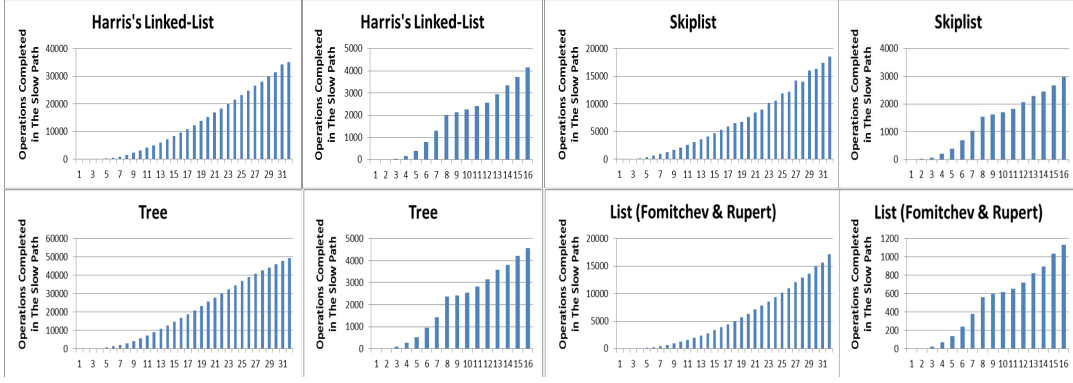 Harris's Linked-List
Operations Completed
in The Slow Path
40000
30000
20000
10000
0
1 3 5 7 9 11 13 15 17 19 21 23 25 27 29 31
Harris's Linked-List
Operations Completed
in The Slow Path
5000
4000
3000
2000
1000
0
1 2 3 4 5 6 7 8 9 10 11 12 13 14 15 16
Skiplist
Operations Completed
in The Slow Path
20000
15000
10000
5000
0
1 3 5 7 9 11 13 15 17 19 21 23 25 27 29 31
Skiplist
Operations Completed
in The Slow Path
4000
3000
2000
1000
0
1 2 3 4 5 6 7 8 9 10 11 12 13 14 15 16
Tree
Operations Completed
in The Slow Path
60000
50000
40000
30000
20000
10000
0
1 3 5 7 9 11 13 15 17 19 21 23 25 27 29 31
Tree
Operations Completed
in The Slow Path
5000
4000
3000
2000
1000
0
1 2 3 4 5 6 7 8 9 10 11 12 13 14 15 16
List (Fomitchev & Rupert)
Operations Completed
in The Slow Path
20000
15000
10000
5000
0
1 3 5 7 9 11 13 15 17 19 21 23 25 27 29 31
List (Fomitchev & Rupert)
Operations Completed
in The Slow Path
1200
1000
800
600
400
200
0
1 2 3 4 5 6 7 8 9 10 11 12 13 14 15 16